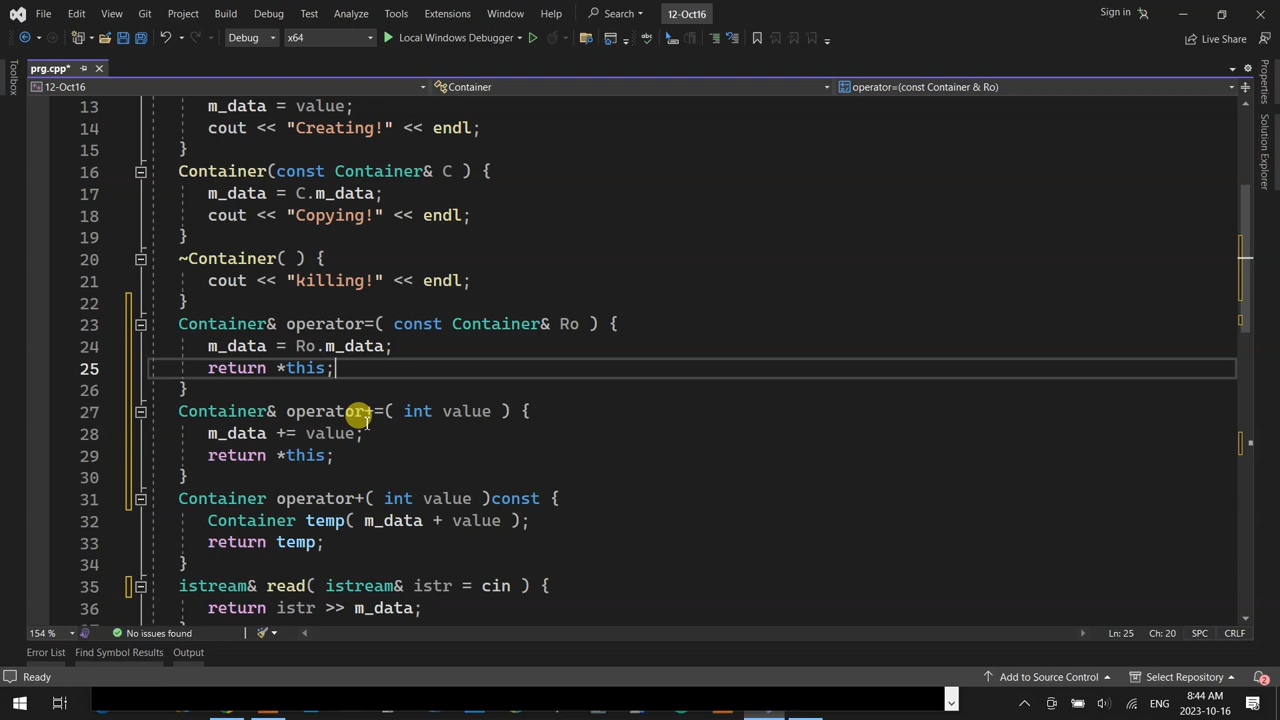 File Edit View Git Project Build Debug Test Analyze Tools Extensions Window Help Search 12-Oct16 Sign in
Debug x64 Local Windows Debugger Live Share
prg.cpp*
12-Oct16 Container operator=(const Container & Ro)
Toolbox
Properties
Solution Explorer
13 m_data = value;
14 cout << "Creating!" << endl;
15 }
16 Container(const Container& C ) {
17 m_data = C.m_data;
18 cout << "Copying!" << endl;
19 }
20 ~Container( ) {
21 cout << "killing!" << endl;
22 }
23 Container& operator=( const Container& Ro ) {
24 m_data = Ro.m_data;
25 return *this;
26 }
27 Container& operator+=( int value ) {
28 m_data += value;
29 return *this;
30 }
31 Container operator+( int value )const {
32 Container temp( m_data + value );
33 return temp;
34 }
35 istream& read( istream& istr = cin ) {
36 return istr >> m_data;
154 % No issues found Ln: 25 Ch: 20 SPC CRLF
Error List Find Symbol Results Output
Ready Add to Source Control Select Repository 2
ENG 8:44 AM
2023-10-16